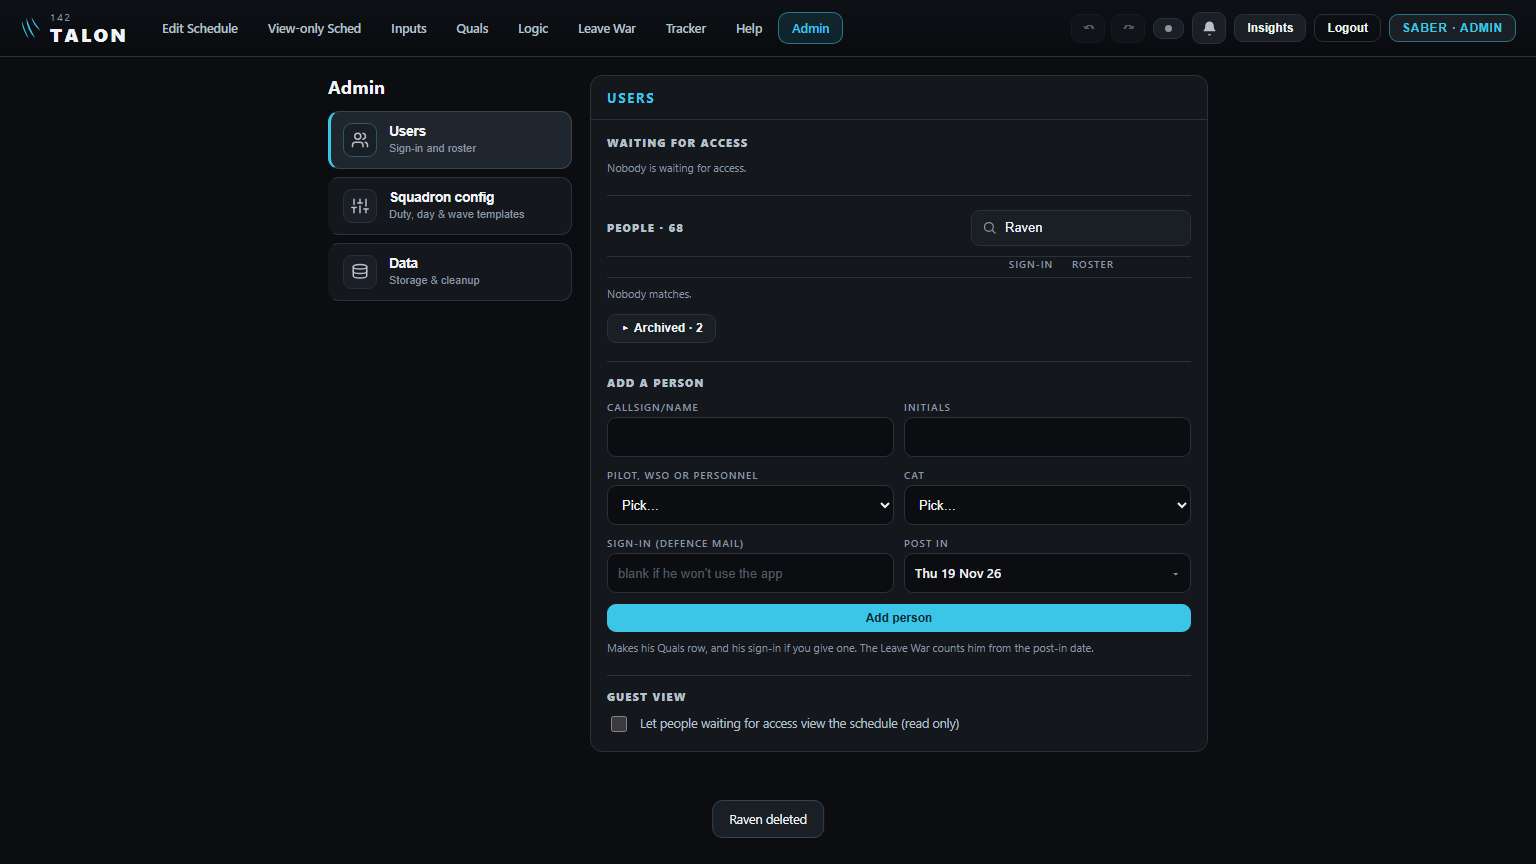 142
TALON
Edit Schedule
View-only Sched
Inputs
Quals
Logic
Leave War
Tracker
Help
Admin
Insights
Logout
SABER · ADMIN
Admin
Users
Sign-in and roster
Squadron config
Duty, day & wave templates
Data
Storage & cleanup
USERS
WAITING FOR ACCESS
Nobody is waiting for access.
PEOPLE · 68
Raven
SIGN-IN ROSTER
Nobody matches.
▸ Archived · 2
ADD A PERSON
CALLSIGN/NAME
INITIALS
PILOT, WSO OR PERSONNEL
CAT
Pick...
Pick...
SIGN-IN (DEFENCE MAIL)
POST IN
blank if he won't use the app
Thu 19 Nov 26
Add person
Makes his Quals row, and his sign-in if you give one. The Leave War counts him from the post-in date.
GUEST VIEW
Let people waiting for access view the schedule (read only)
Raven deleted